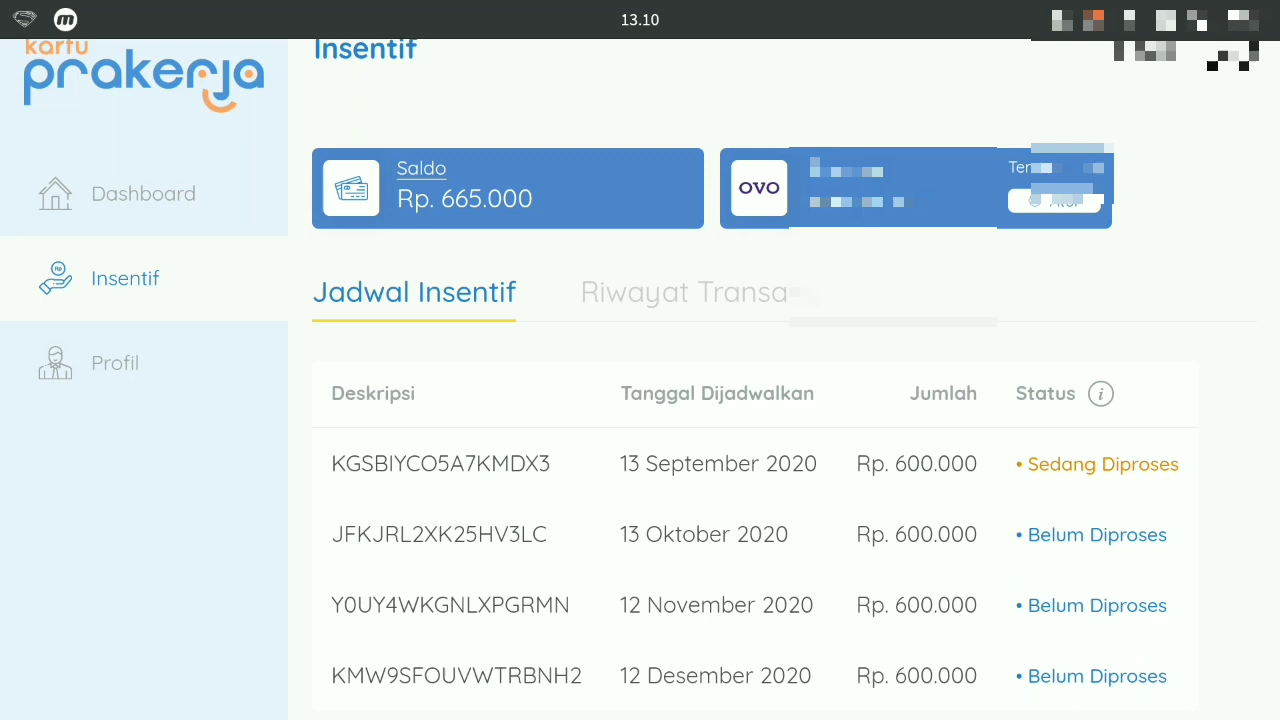 13.10
kartu
prakerja
Insentif
Saldo
Rp. 665.000
OVO
Dashboard
Insentif
Profil
Jadwal Insentif
Riwayat
Deskripsi Tanggal Dijadwalkan Jumlah Status i
KGSBIYCO5A7KMDX3 13 September 2020 Rp. 600.000 • Sedang Diproses
JFKJRL2XK25HV3LC 13 Oktober 2020 Rp. 600.000 • Belum Diproses
Y0UY4WKGNLXPGRMN 12 November 2020 Rp. 600.000 • Belum Diproses
KMW9SFOUVWTRBNH2 12 Desember 2020 Rp. 600.000 • Belum Diproses